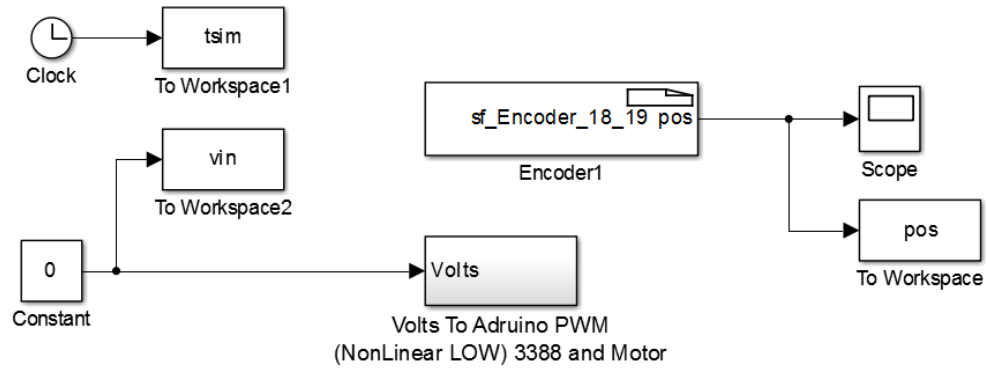 tsim
Clock
To Workspace1
vin
To Workspace2
sf_Encoder_18_19 pos
Encoder1
Scope
pos
To Workspace
0
Constant
Volts
Volts To Adruino PWM
(NonLinear LOW) 3388 and Motor